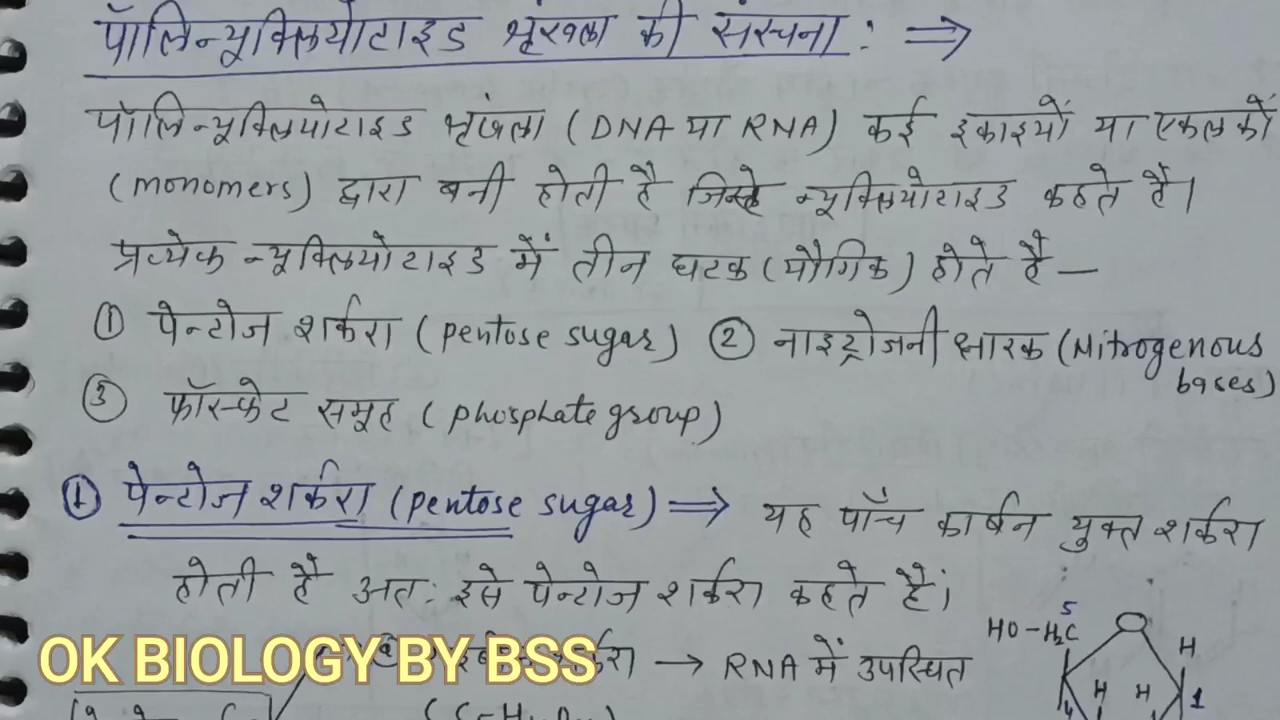 पॉलिन्यूक्लियोटाइड श्रृंखला की संरचना : ⇒
पॉलिन्यूक्लियोटाइड श्रृंखला (DNA या RNA) कई इकाइयों या एकलकों
(monomers) द्वारा बनी होती है जिन्हे न्यूक्लियोटाइड कहते हैं।
प्रत्येक न्यूक्लियोटाइड में तीन घटक (यौगिक) होते हैं —
① पेन्टोज शर्करा (pentose sugar) ② नाइट्रोजनी क्षारक (Nitrogenous
bases)
③ फॉस्फेट समूह (phosphate group)
① पेन्टोज शर्करा (pentose sugar) ⇒ यह पाँच कार्बन युक्त शर्करा
होती है अत: इसे पेन्टोज शर्करा कहते हैं।
OK BIOLOGY BY BSS → RNA में उपस्थित
HO-H₂C 5 H
H H 1
4